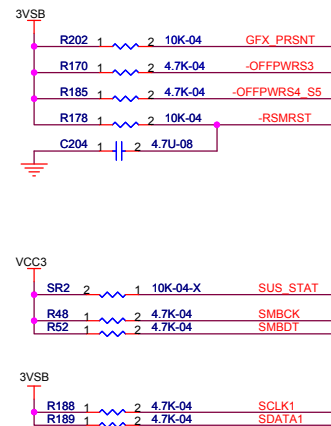 3VSB
R202 1 2 10K-04 GFX_PRSNT
R170 1 2 4.7K-04 -OFFPWRS3
R185 1 2 4.7K-04 -OFFPWRS4_S5
R178 1 2 10K-04 -RSMRST
C204 1 2 4.7U-08
VCC3
SR2 2 1 10K-04-X SUS_STAT
R48 1 2 4.7K-04 SMBCK
R52 1 2 4.7K-04 SMBDT
3VSB
R188 1 2 4.7K-04 SCLK1
R189 1 2 4.7K-04 SDATA1